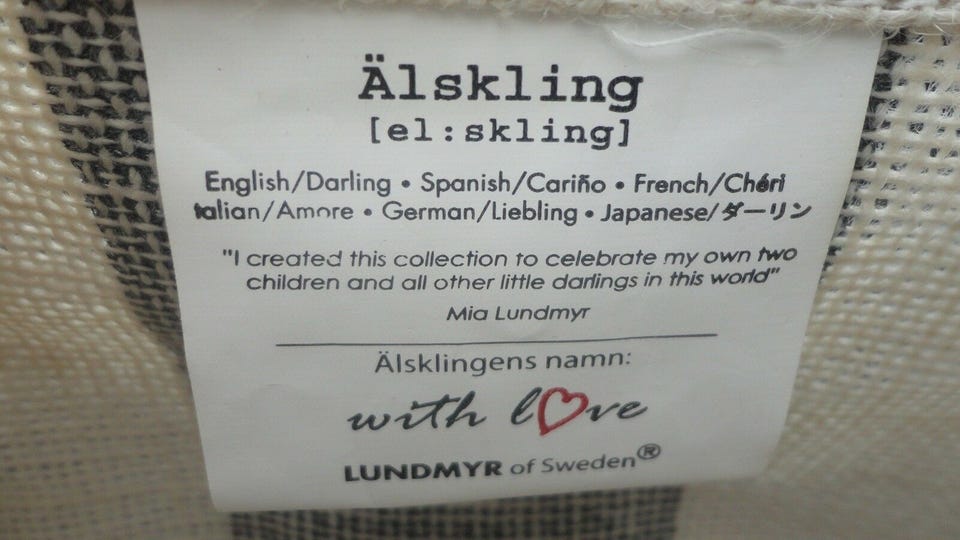 Älskling
[el:skling]
English/Darling • Spanish/Cariño • French/Chéri
talian/Amore • German/Liebling • Japanese/ダーリン
"I created this collection to celebrate my own two
children and all other little darlings in this world"
Mia Lundmyr
Älsklingens namn:
with love
LUNDMYR of Sweden®